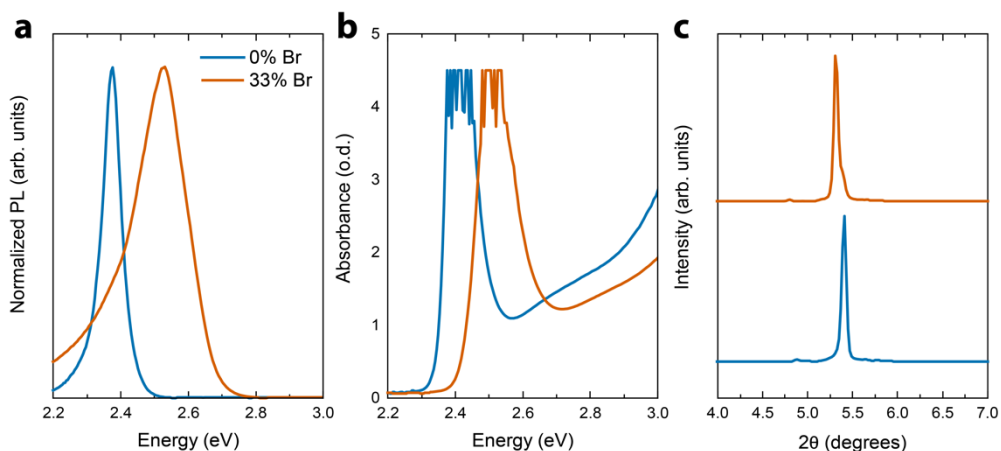 a
0% Br
33% Br
Normalized PL (arb. units)
2.2 2.4 2.6 2.8 3.0
Energy (eV)
b
Absorbance (o.d.)
5
4
3
2
1
0
2.2 2.4 2.6 2.8 3.0
Energy (eV)
c
Intensity (arb. units)
4.0 4.5 5.0 5.5 6.0 6.5 7.0
2θ (degrees)